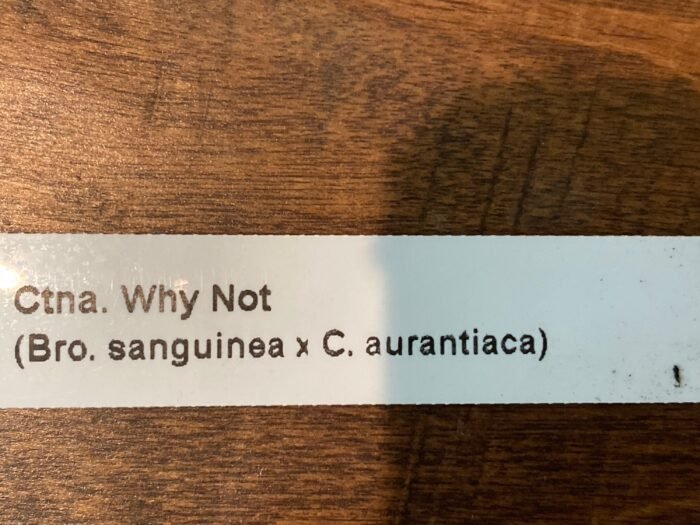 Ctna. Why Not
(Bro. sanguinea x C. aurantiaca)